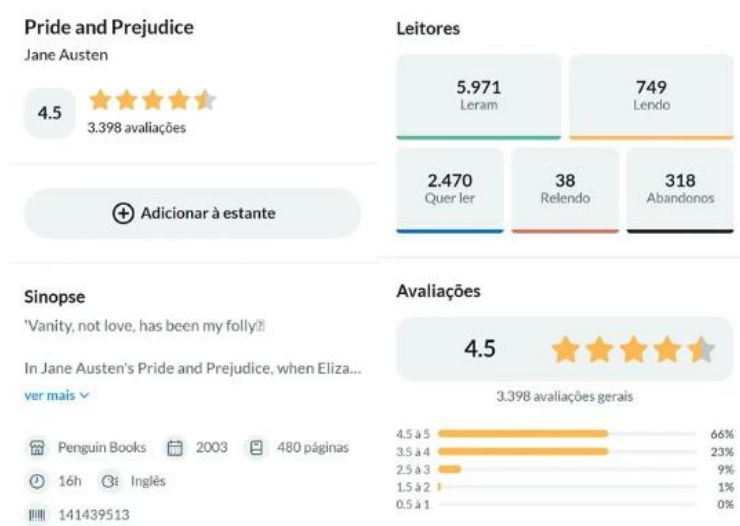 Pride and Prejudice
Jane Austen
4.5
3.398 avaliações
Adicionar à estante
Sinopse
'Vanity, not love, has been my folly⍰
In Jane Austen's Pride and Prejudice, when Eliza...
ver mais
Penguin Books 2003 480 páginas
16h Inglês
141439513
Leitores
5.971 749
Leram Lendo
2.470 38 318
Quer ler Relendo Abandonos
Avaliações
4.5
3.398 avaliações gerais
4.5 à 5 66%
3.5 à 4 23%
2.5 à 3 9%
1.5 à 2 1%
0.5 à 1 0%